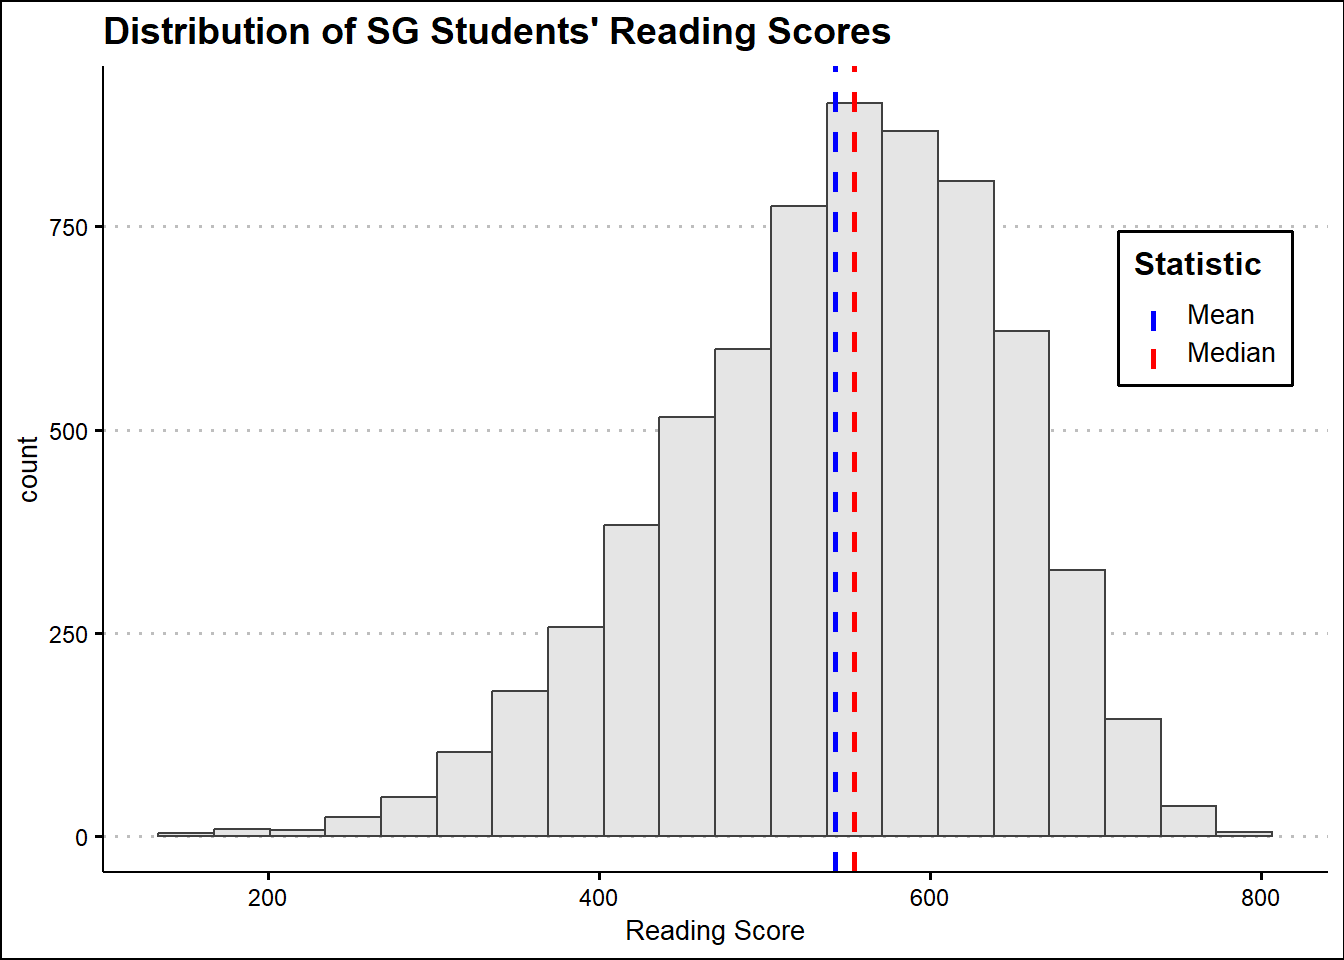 Distribution of SG Students' Reading Scores
750
500
250
0
count
Statistic
Mean
Median
200
400
600
800
Reading Score